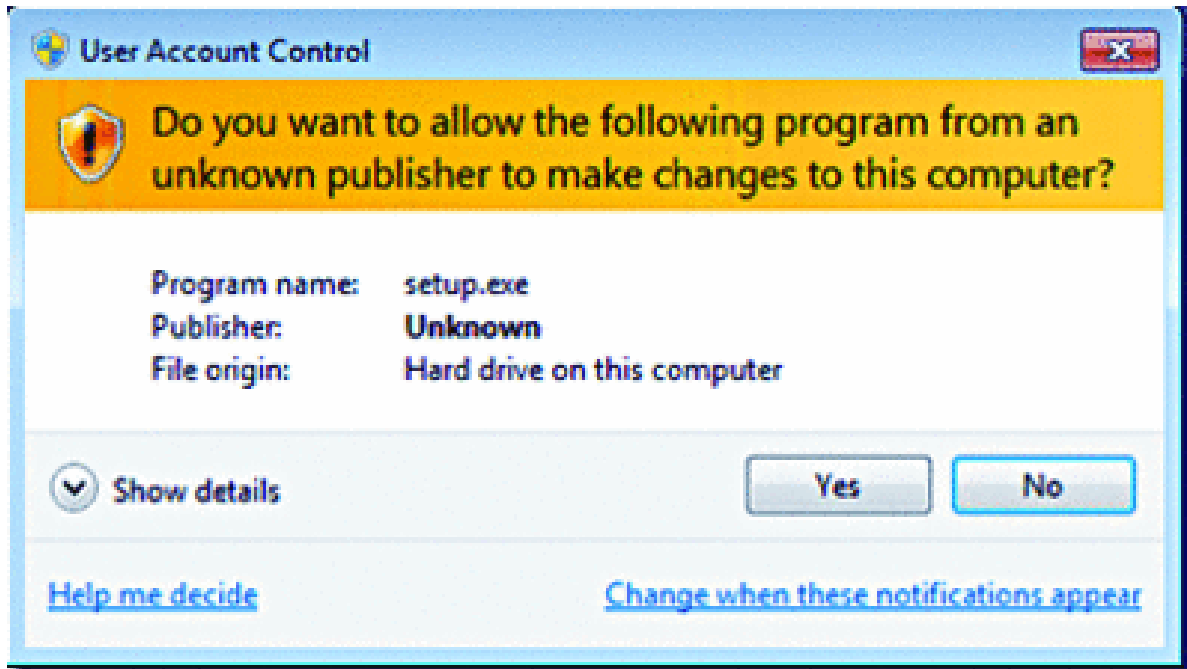 User Account Control
Do you want to allow the following program from an
unknown publisher to make changes to this computer?
Program name: setup.exe
Publisher: Unknown
File origin: Hard drive on this computer
Show details
Yes No
Help me decide Change when these notifications appear